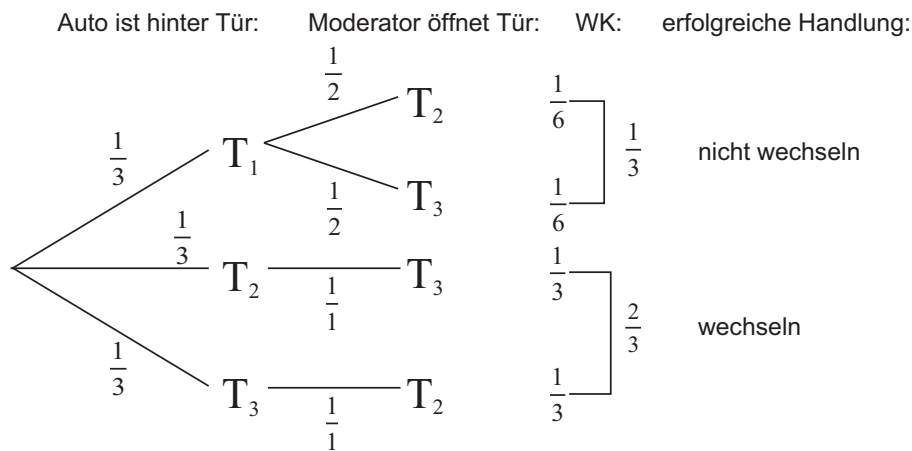 Auto ist hinter Tür: Moderator öffnet Tür: WK: erfolgreiche Handlung:
1/2 T₂ 1/6
1/3 T₁ 1/3 nicht wechseln
1/2 T₃ 1/6
1/3 T₂ 1/1 T₃ 1/3
2/3 wechseln
1/3 T₃ 1/1 T₂ 1/3